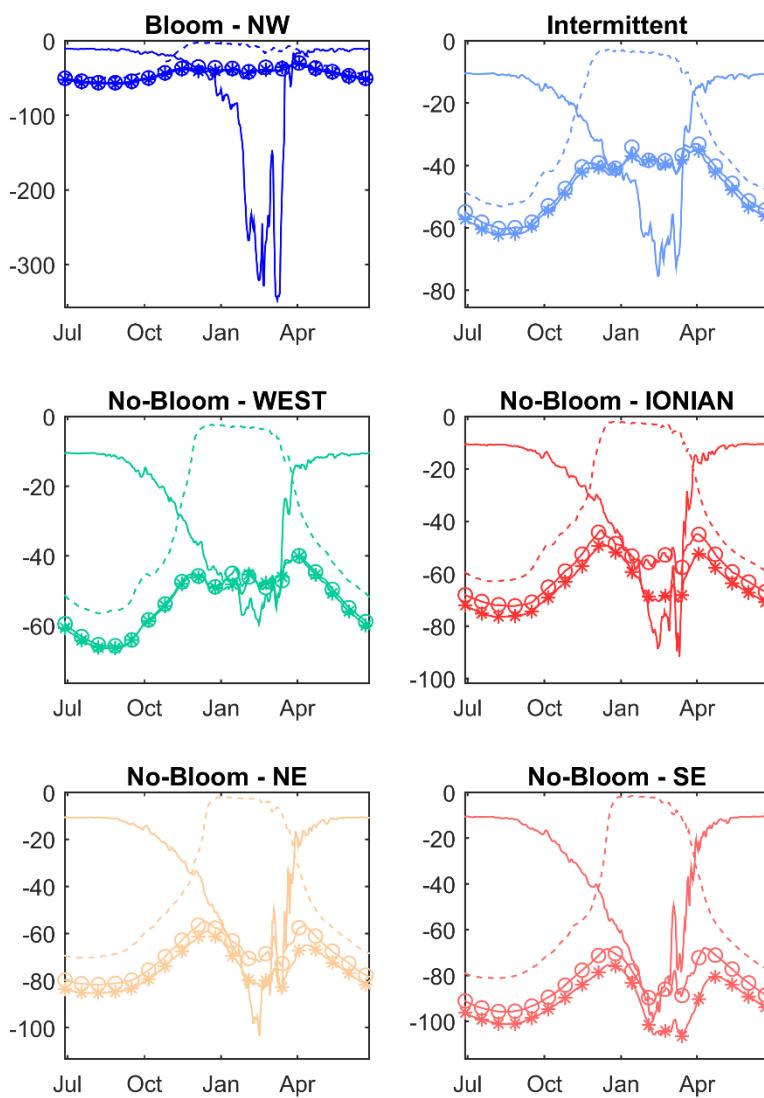 Bloom - NW
0
-100
-200
-300
Jul Oct Jan Apr
Intermittent
0
-20
-40
-60
-80
Jul Oct Jan Apr
No-Bloom - WEST
0
-20
-40
-60
Jul Oct Jan Apr
No-Bloom - IONIAN
0
-20
-40
-60
-80
-100
Jul Oct Jan Apr
No-Bloom - NE
0
-20
-40
-60
-80
-100
Jul Oct Jan Apr
No-Bloom - SE
0
-20
-40
-60
-80
-100
Jul Oct Jan Apr